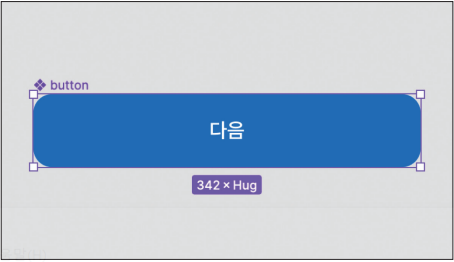 button
다음
342 × Hug